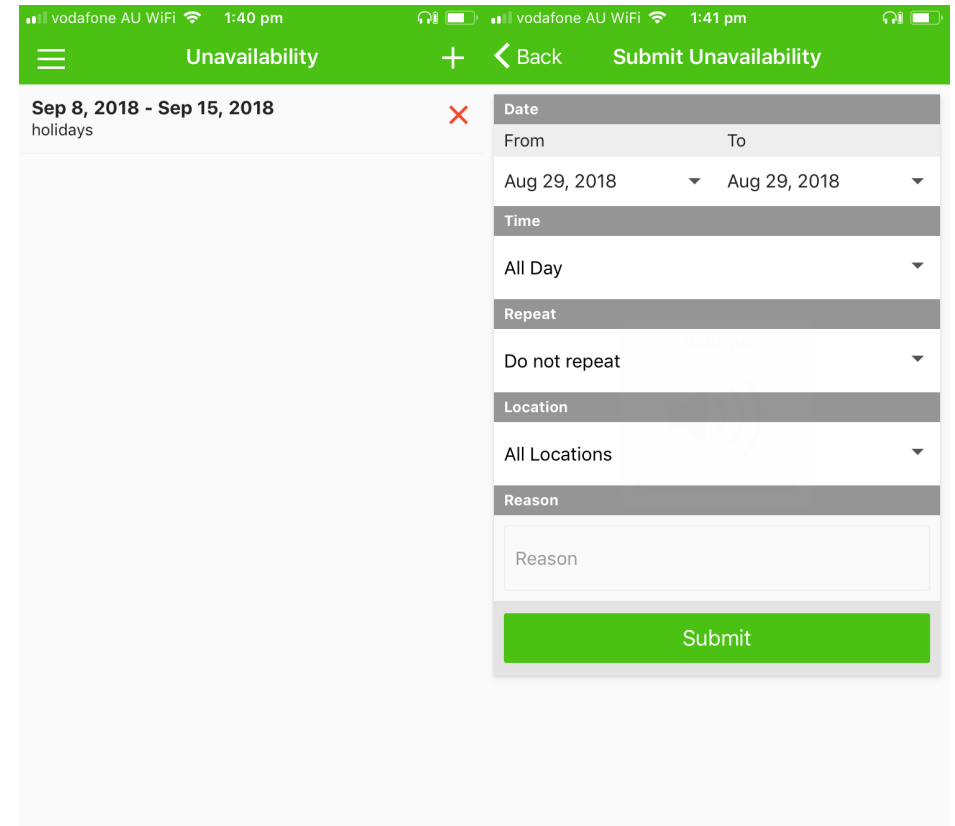 vodafone AU WiFi 1:40 pm
Unavailability +
Sep 8, 2018 - Sep 15, 2018
holidays
vodafone AU WiFi 1:41 pm
Back Submit Unavailability
Date
From To
Aug 29, 2018 Aug 29, 2018
Time
All Day
Repeat
Do not repeat
Location
All Locations
Reason
Reason
Submit